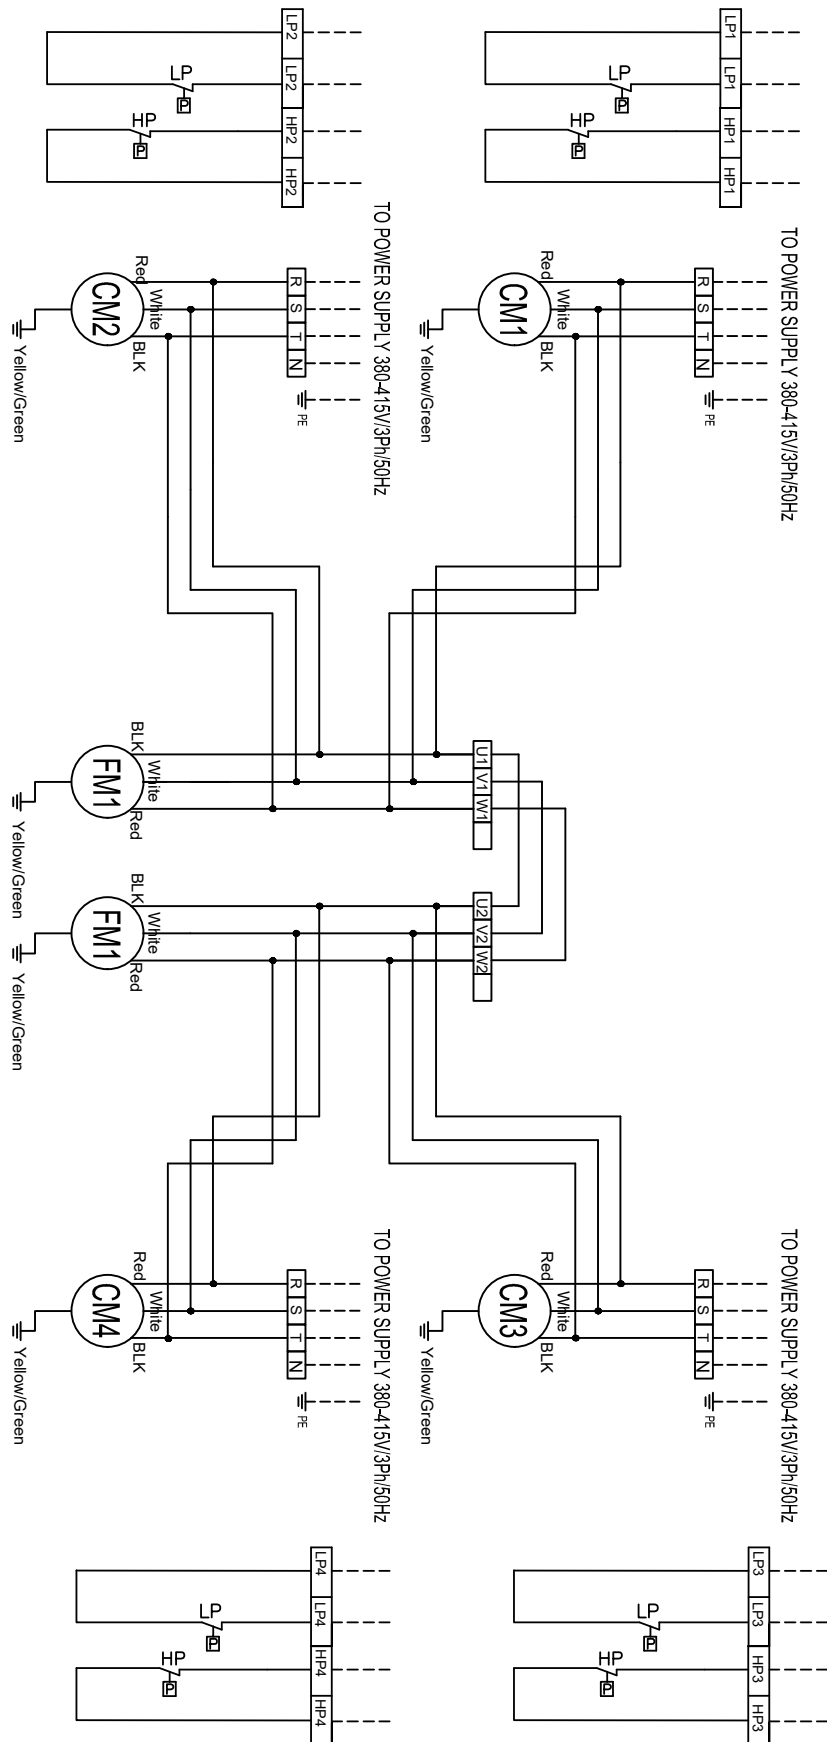 LP1
LP1
HP1
HP1
LP
HP
TO POWER SUPPLY 380-415V/3Ph/50Hz
R
S
T
N
PE
Red
White
BLK
CM1
Yellow/Green
LP2
LP2
HP2
HP2
LP
HP
TO POWER SUPPLY 380-415V/3Ph/50Hz
R
S
T
N
PE
Red
White
BLK
CM2
Yellow/Green
U1
V1
W1
BLK
White
Red
FM1
Yellow/Green
U2
V2
W2
BLK
White
Red
FM1
Yellow/Green
TO POWER SUPPLY 380-415V/3Ph/50Hz
R
S
T
N
PE
Red
White
BLK
CM3
Yellow/Green
LP3
LP3
HP3
HP3
LP
P
HP
P
TO POWER SUPPLY 380-415V/3Ph/50Hz
R
S
T
N
PE
Red
White
BLK
CM4
Yellow/Green
LP4
LP4
HP4
HP4
LP
P
HP
P
P
P
P
P